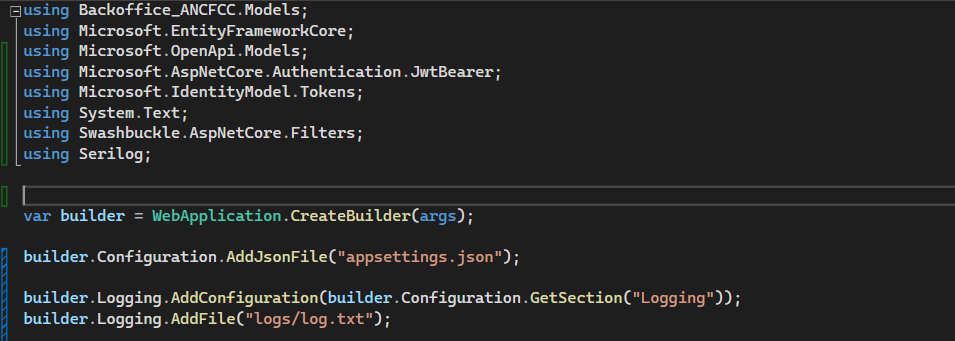 using Backoffice_ANCFCC.Models;
using Microsoft.EntityFrameworkCore;
using Microsoft.OpenApi.Models;
using Microsoft.AspNetCore.Authentication.JwtBearer;
using Microsoft.IdentityModel.Tokens;
using System.Text;
using Swashbuckle.AspNetCore.Filters;
using Serilog;
var builder = WebApplication.CreateBuilder(args);
builder.Configuration.AddJsonFile("appsettings.json");
builder.Logging.AddConfiguration(builder.Configuration.GetSection("Logging"));
builder.Logging.AddFile("logs/log.txt");